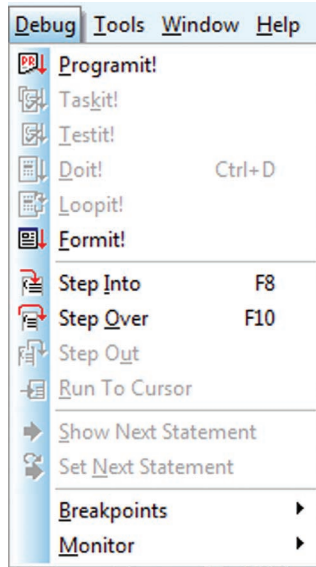 Debug Tools Window Help
Programit!
Taskit!
Testit!
Doit! Ctrl+D
Loopit!
Formit!
Step Into F8
Step Over F10
Step Out
Run To Cursor
Show Next Statement
Set Next Statement
Breakpoints
Monitor